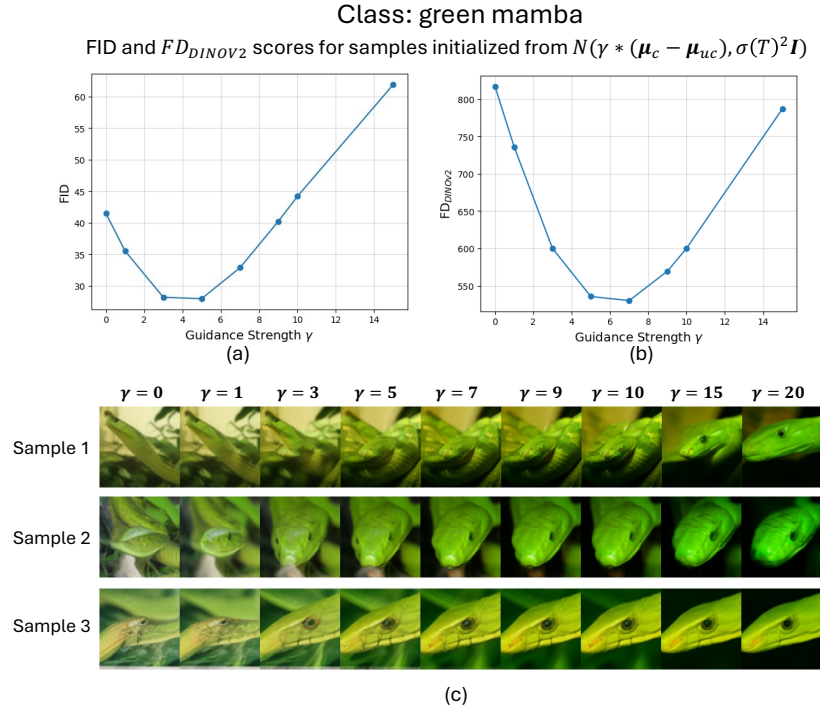 Class: green mamba
FID and FD_DINOV2 scores for samples initialized from N(γ * (μ_c − μ_uc), σ(T)²I)
60
55
50
45
40
35
30
FID
0 2 4 6 8 10 12 14
Guidance Strength γ
(a)
800
750
700
650
600
550
FD_DINOv2
0 2 4 6 8 10 12 14
Guidance Strength γ
(b)
γ = 0 γ = 1 γ = 3 γ = 5 γ = 7 γ = 9 γ = 10 γ = 15 γ = 20
Sample 1
Sample 2
Sample 3
(c)